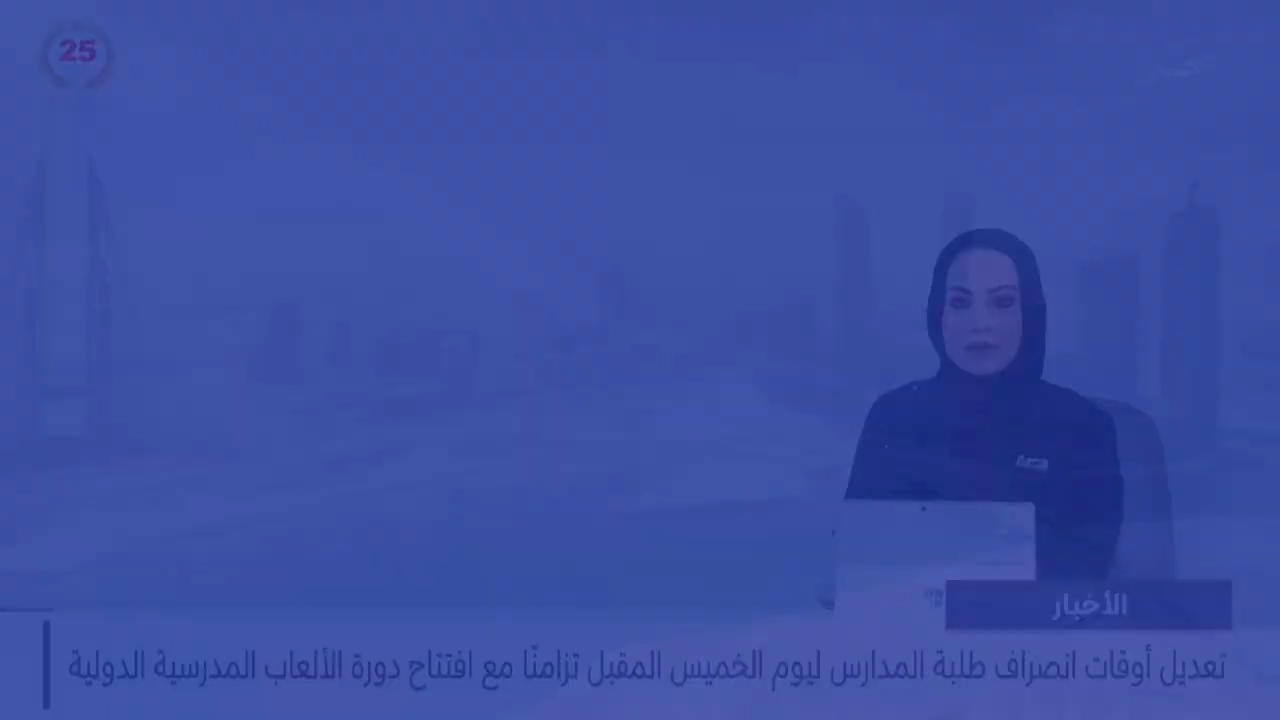 25
الأخبار
تعديل أوقات انصراف طلبة المدارس ليوم الخميس المقبل تزامنًا مع افتتاح دورة الألعاب المدرسية الدولية